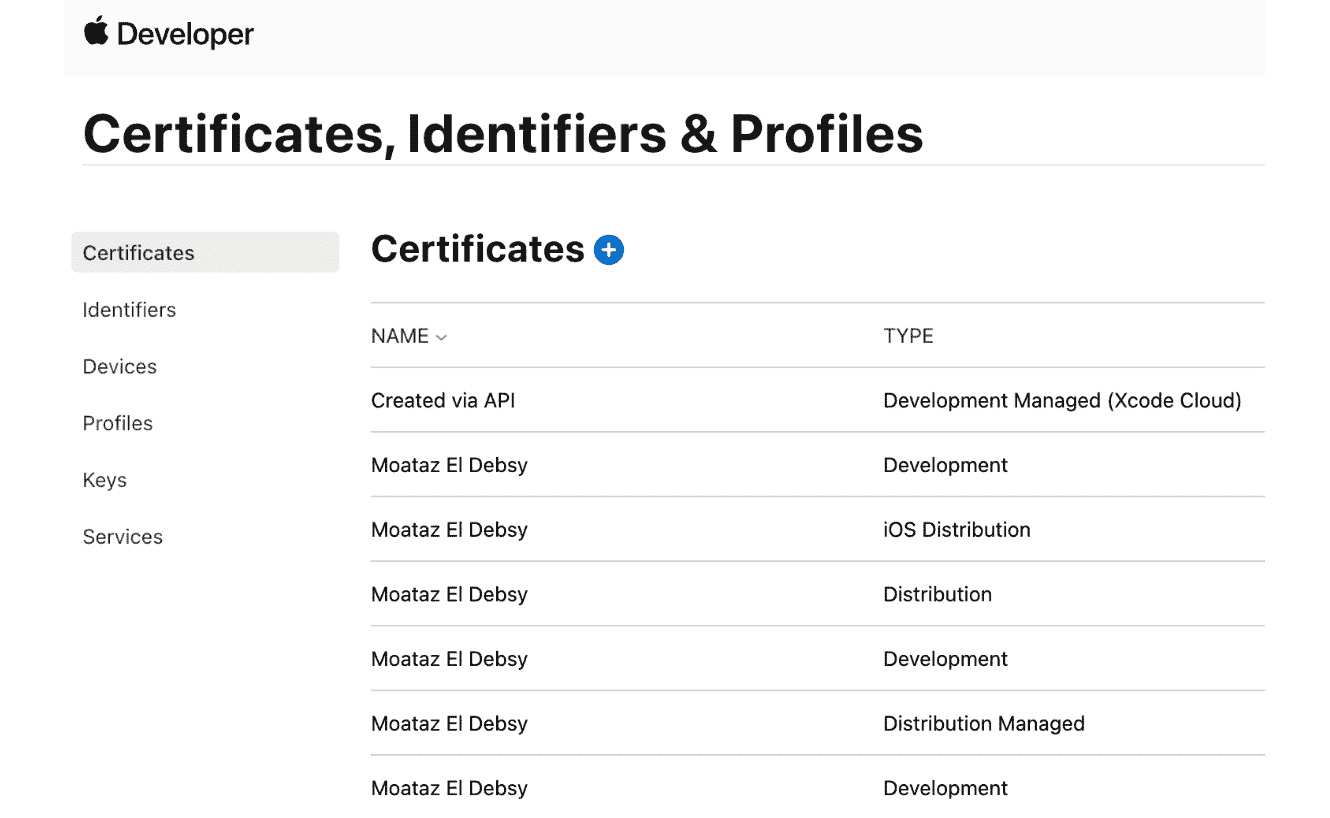 Developer
Certificates, Identifiers & Profiles
Certificates
Identifiers
Devices
Profiles
Keys
Services
Certificates
NAME TYPE
Created via API Development Managed (Xcode Cloud)
Moataz El Debsy Development
Moataz El Debsy iOS Distribution
Moataz El Debsy Distribution
Moataz El Debsy Development
Moataz El Debsy Distribution Managed
Moataz El Debsy Development